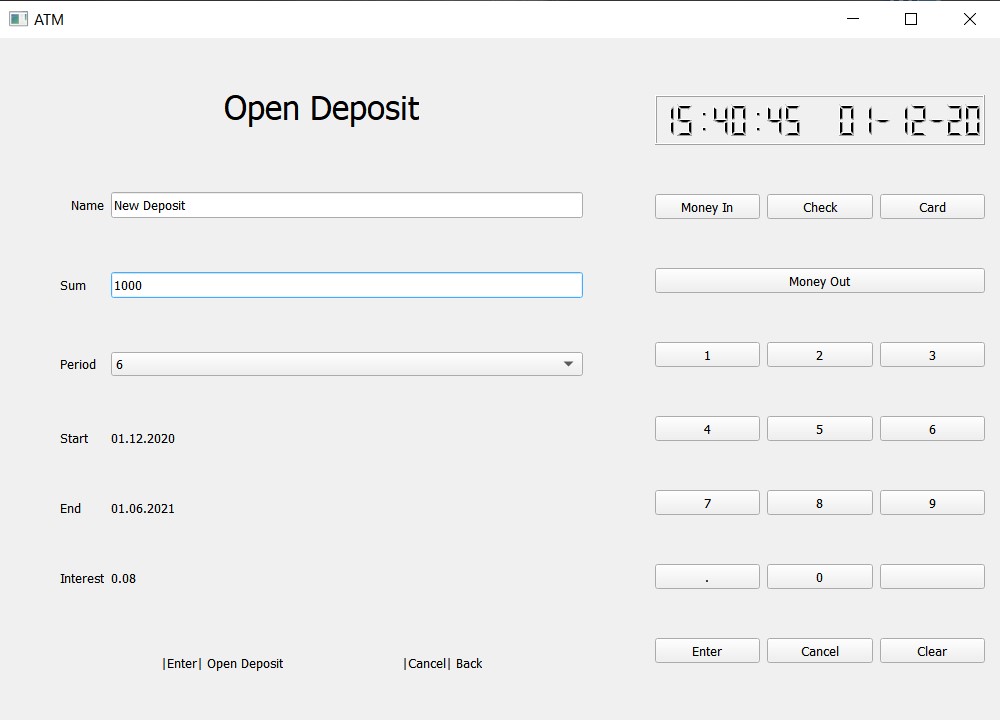 ATM
Open Deposit
15:40:45 01-12-20
Name New Deposit
Sum 1000
Period 6
Start 01.12.2020
End 01.06.2021
Interest 0.08
|Enter| Open Deposit |Cancel| Back
Money In Check Card
Money Out
1 2 3
4 5 6
7 8 9
. 0
Enter Cancel Clear